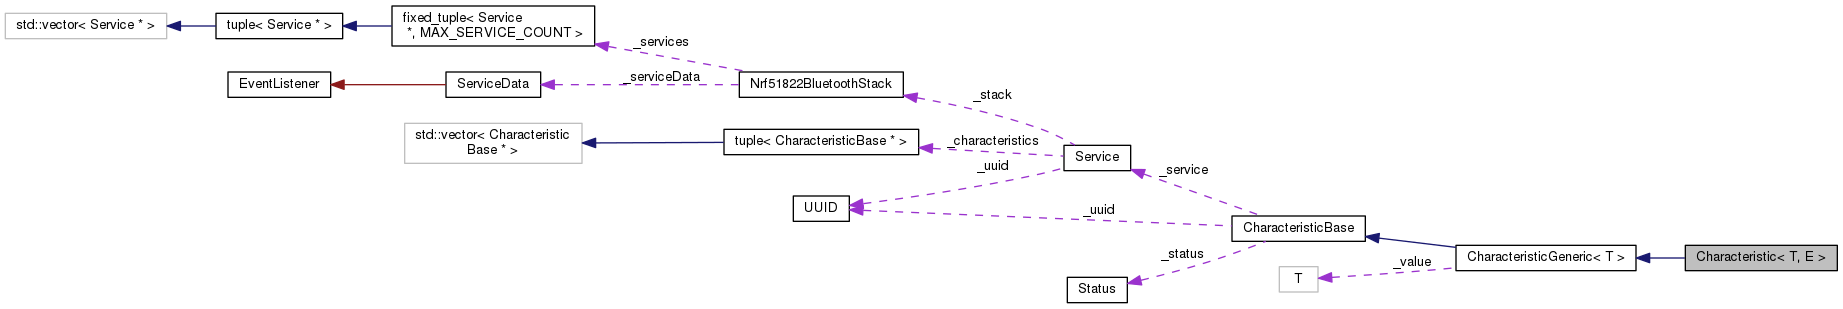 std::vector< Service * >
tuple< Service * >
fixed_tuple< Service
*, MAX_SERVICE_COUNT >
_services
EventListener
ServiceData
_serviceData
Nrf51822BluetoothStack
_stack
std::vector< Characteristic
Base * >
tuple< CharacteristicBase * >
_characteristics
Service
_uuid
_service
UUID
_uuid
CharacteristicBase
_status
Status
_value
T
CharacteristicGeneric< T >
Characteristic< T, E >